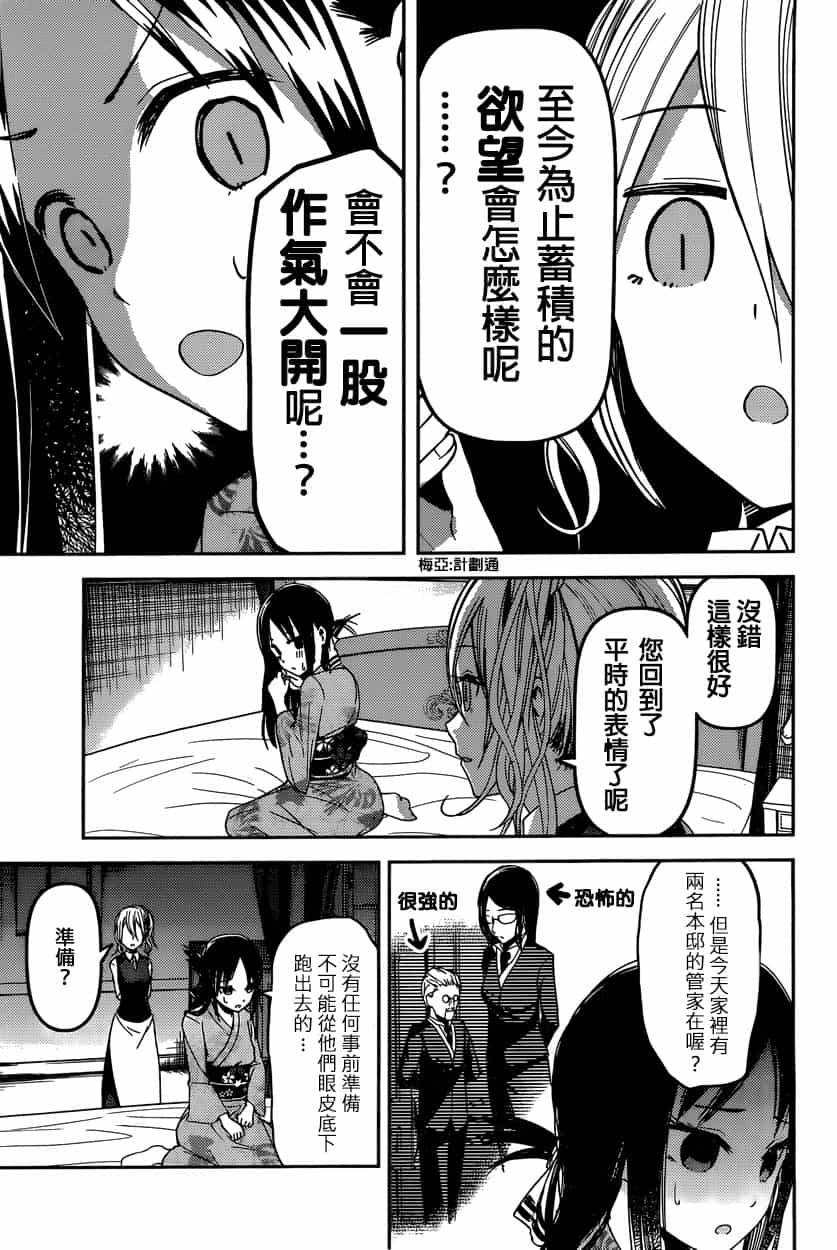 至今為止蓄積的
欲望會怎麼樣呢
……？
會不會一股
作氣大開呢…？
梅亞:計劃通
沒錯
這樣很好
您回到了
平時的表情了呢
……但是今天家裡有
兩名本邸的管家在喔？
恐怖的
很強的
沒有任何事前準備
不可能從他們眼皮底下
跑出去的…
準備？